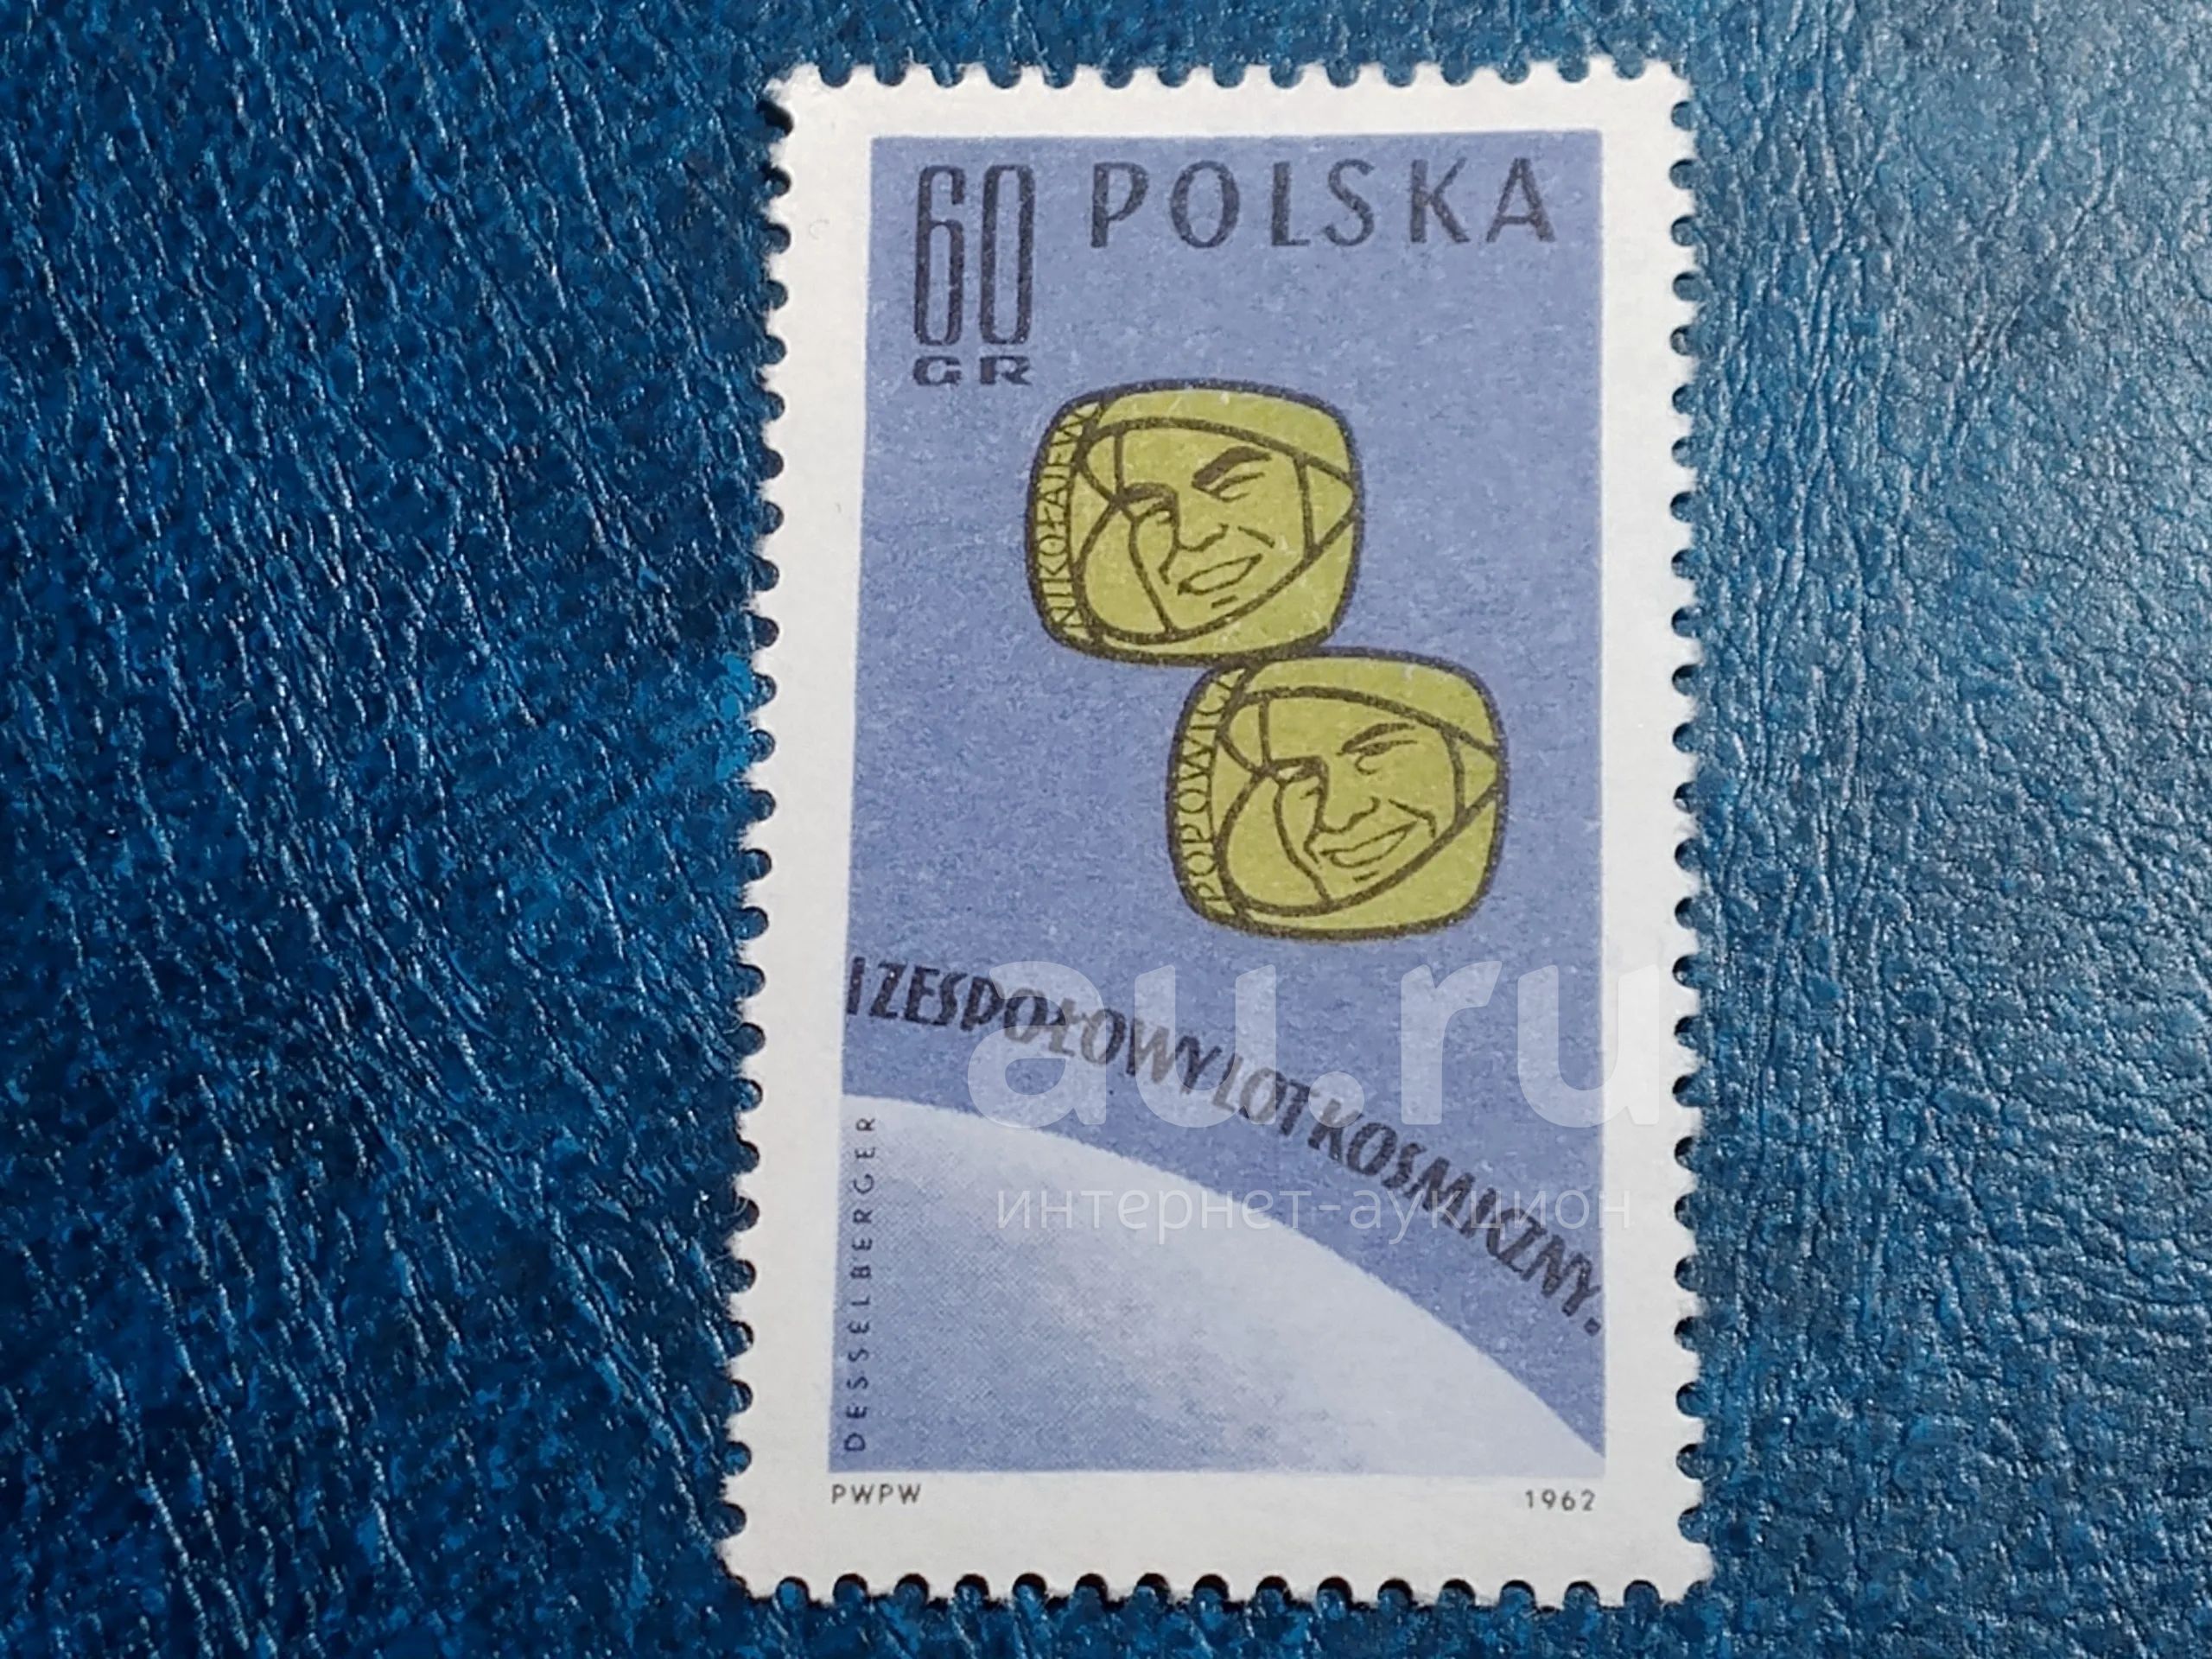 60 POLSKA
GR
NIKOŁAJEW
POPOWICZ
I ZESPOŁOWY LOT KOSMICZNY.
au.ru
интернет-аукцион
DESSELBERGER
PWPW 1962